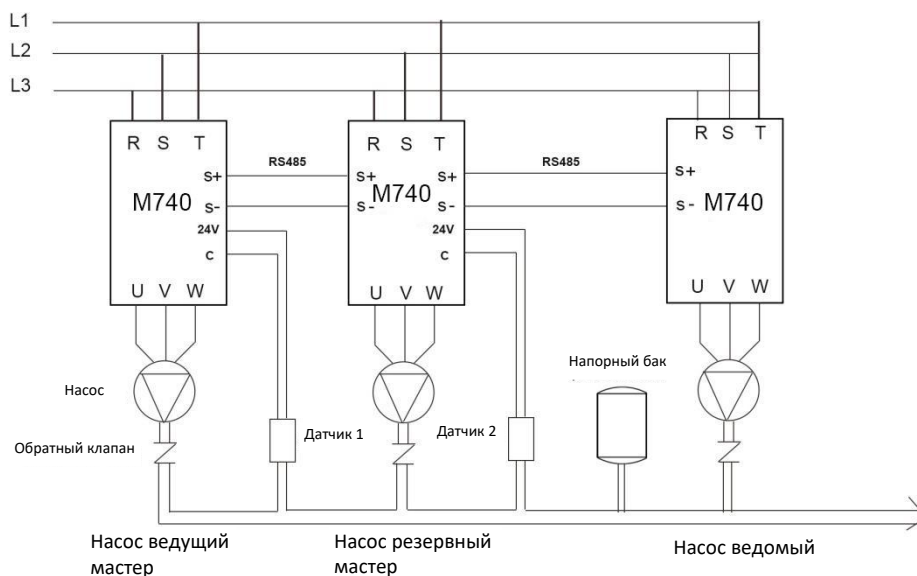 L1
L2
L3
R S T
R S T
R S T
S+
RS485
S+
S+
RS485
S+
M740
M740
M740
S-
S-
S-
S-
24V
24V
C
C
U V W
U V W
U V W
Напорный бак
Насос
Датчик 1
Датчик 2
Обратный клапан
Насос ведущий
мастер
Насос резервный
мастер
Насос ведомый